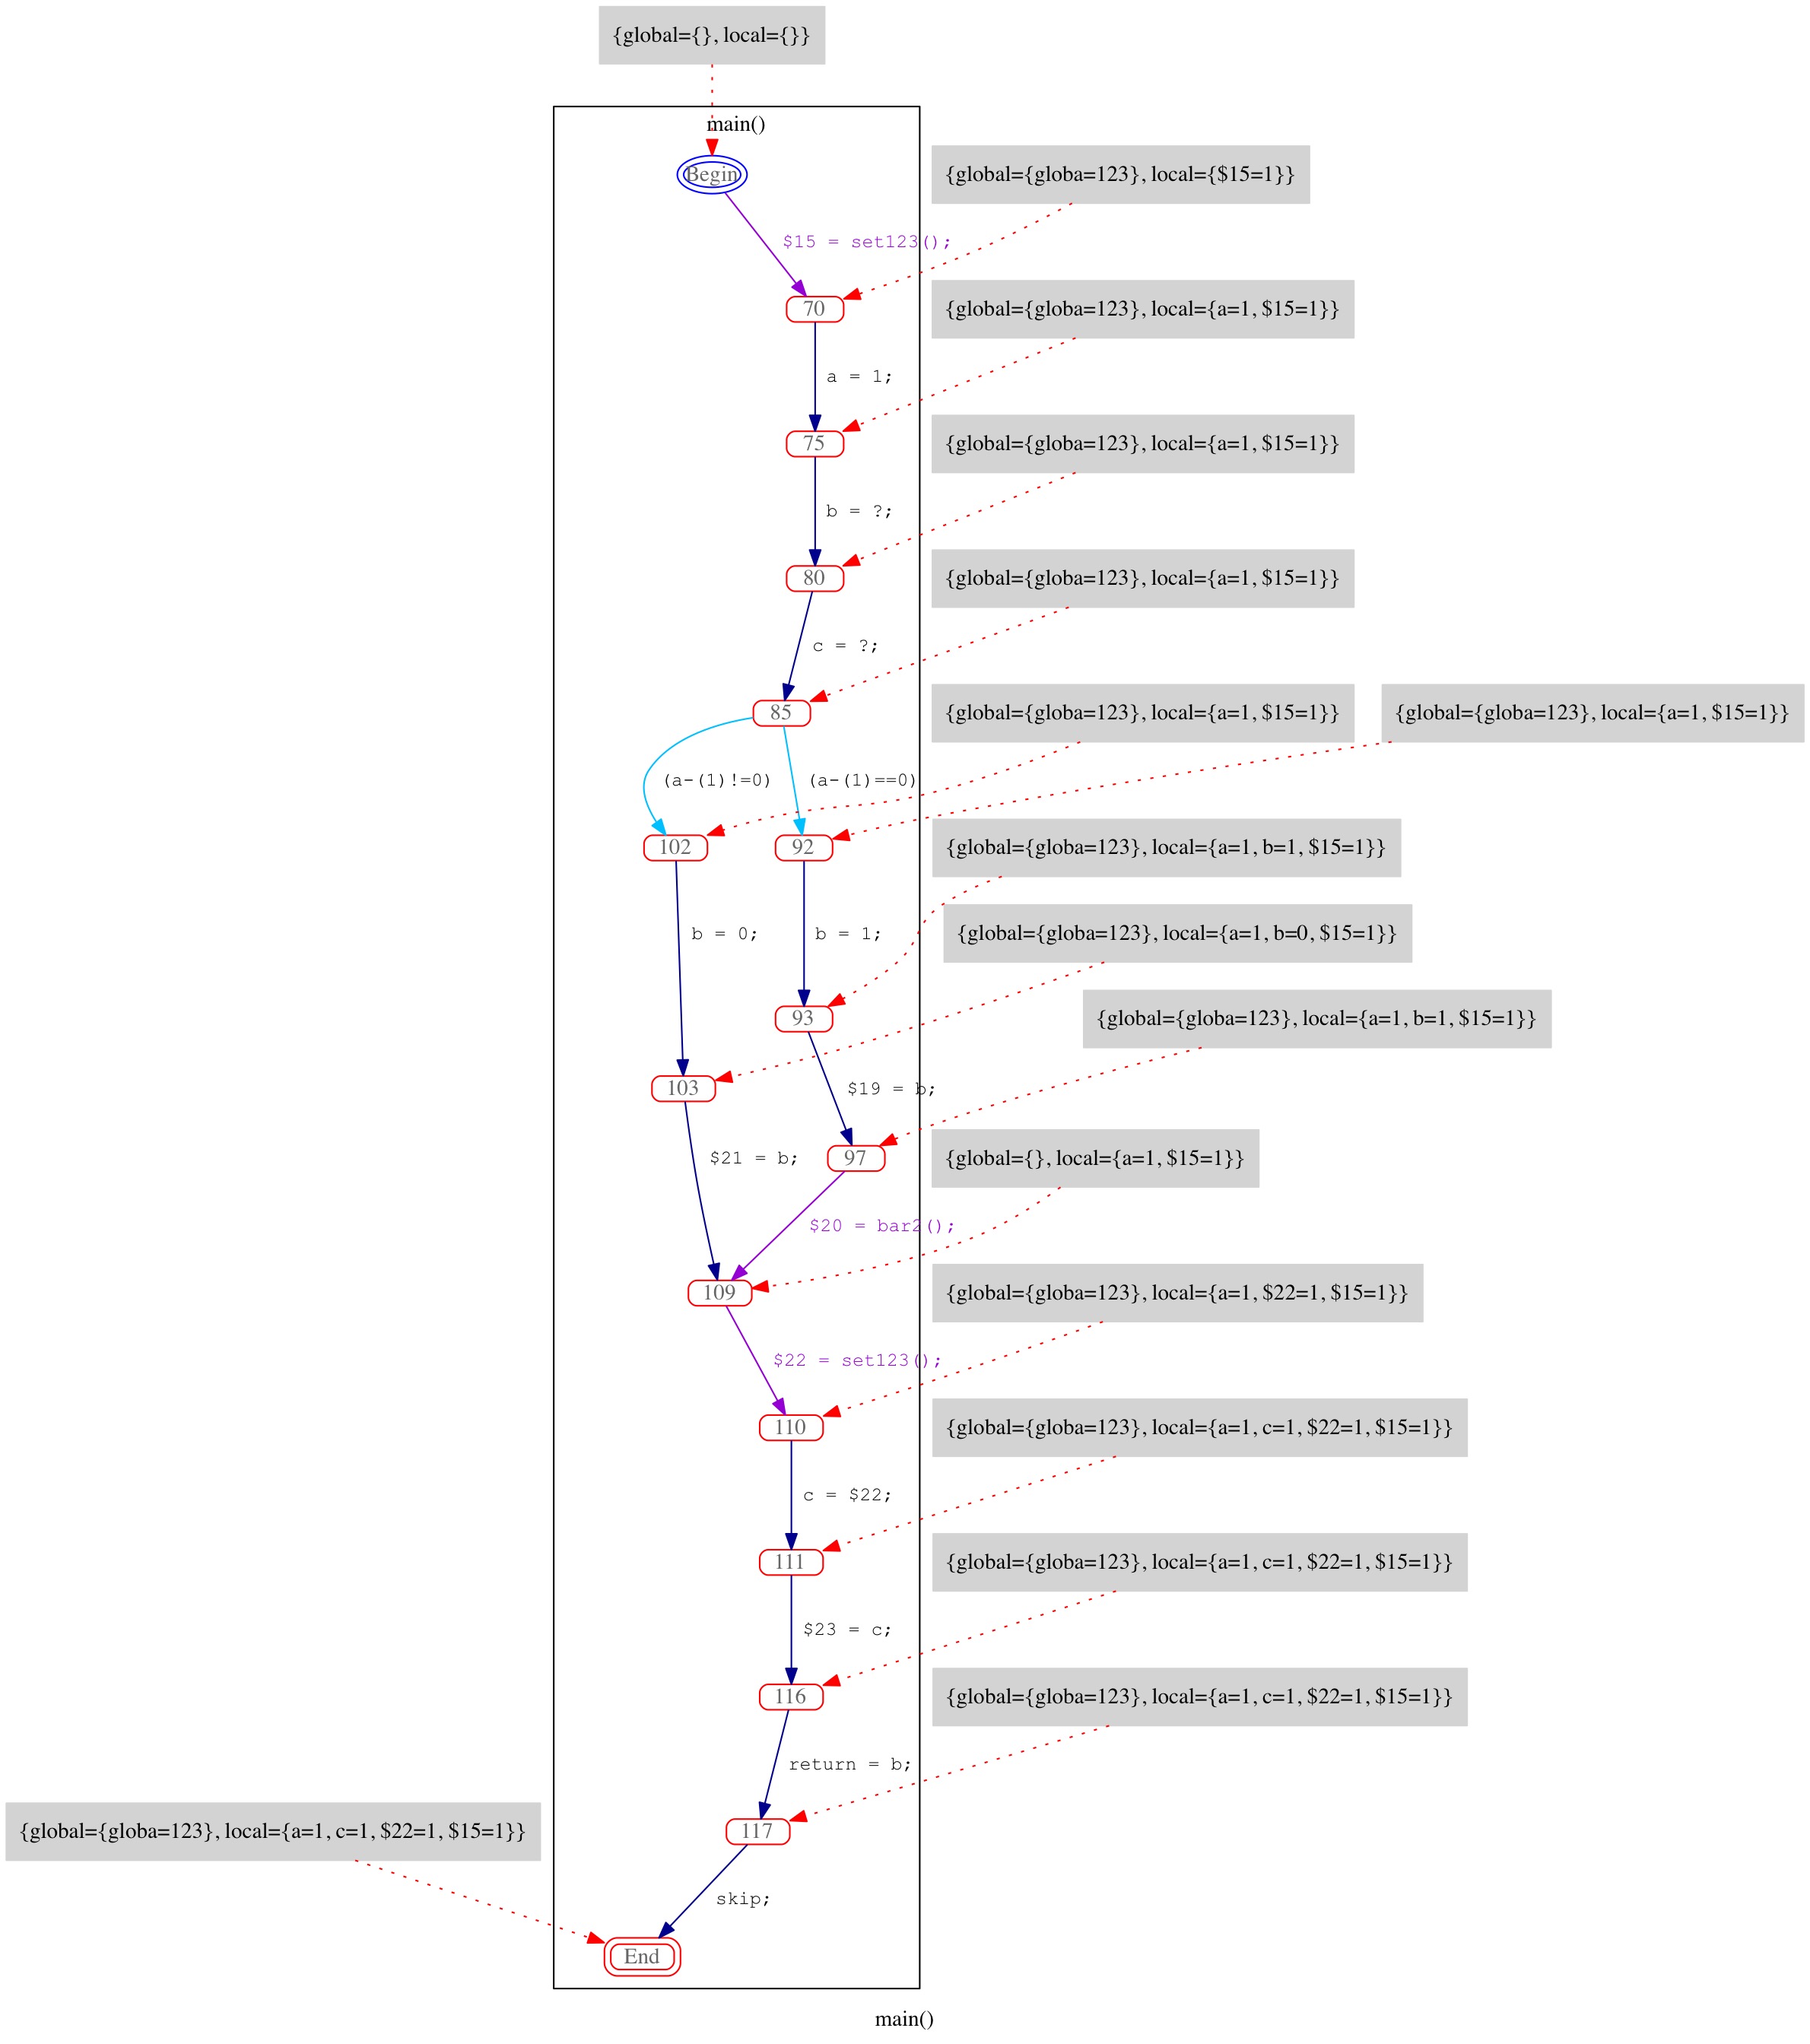 {global={}, local={}}
main()
Begin
{global={globa=123}, local={$15=1}}
$15 = set123();
70
{global={globa=123}, local={a=1, $15=1}}
a = 1;
75
{global={globa=123}, local={a=1, $15=1}}
b = ?;
80
{global={globa=123}, local={a=1, $15=1}}
c = ?;
85
{global={globa=123}, local={a=1, $15=1}}
{global={globa=123}, local={a=1, $15=1}}
(a-(1)!=0)
(a-(1)==0)
102
92
{global={globa=123}, local={a=1, b=1, $15=1}}
b = 0;
b = 1;
{global={globa=123}, local={a=1, b=0, $15=1}}
93
{global={globa=123}, local={a=1, b=1, $15=1}}
103
$19 = b;
$21 = b;
97
{global={}, local={a=1, $15=1}}
$20 = bar2();
109
{global={globa=123}, local={a=1, $22=1, $15=1}}
$22 = set123();
110
{global={globa=123}, local={a=1, c=1, $22=1, $15=1}}
c = $22;
111
{global={globa=123}, local={a=1, c=1, $22=1, $15=1}}
$23 = c;
116
{global={globa=123}, local={a=1, c=1, $22=1, $15=1}}
return = b;
{global={globa=123}, local={a=1, c=1, $22=1, $15=1}}
117
skip;
End
main()